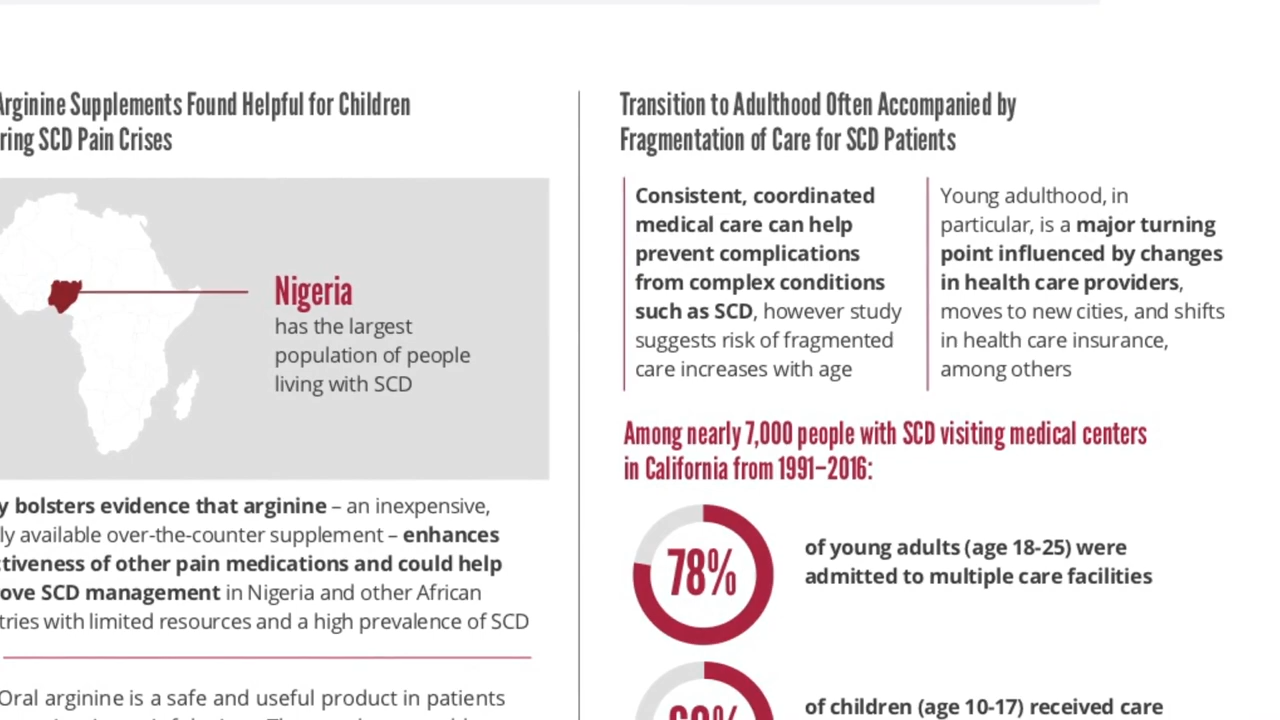 Arginine Supplements Found Helpful for Children
ring SCD Pain Crises
Nigeria
has the largest
population of people
living with SCD
y bolsters evidence that arginine – an inexpensive,
ly available over-the-counter supplement – enhances
tiveness of other pain medications and could help
ove SCD management in Nigeria and other African
tries with limited resources and a high prevalence of SCD
Oral arginine is a safe and useful product in patients
Transition to Adulthood Often Accompanied by
Fragmentation of Care for SCD Patients
Consistent, coordinated
medical care can help
prevent complications
from complex conditions
such as SCD, however study
suggests risk of fragmented
care increases with age
Young adulthood, in
particular, is a major turning
point influenced by changes
in health care providers,
moves to new cities, and shifts
in health care insurance,
among others
Among nearly 7,000 people with SCD visiting medical centers
in California from 1991–2016:
78%
of young adults (age 18-25) were
admitted to multiple care facilities
of children (age 10-17) received care